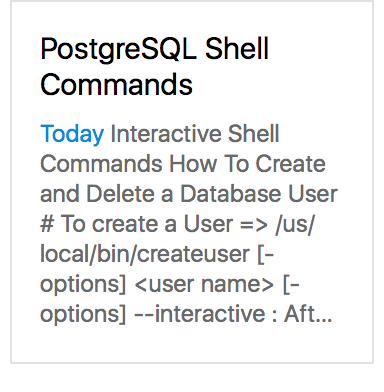 PostgreSQL Shell
Commands
Today Interactive Shell
Commands How To Create
and Delete a Database User
# To create a User => /us/
local/bin/createuser [-
options] <user name> [-
options] --interactive : Aft...